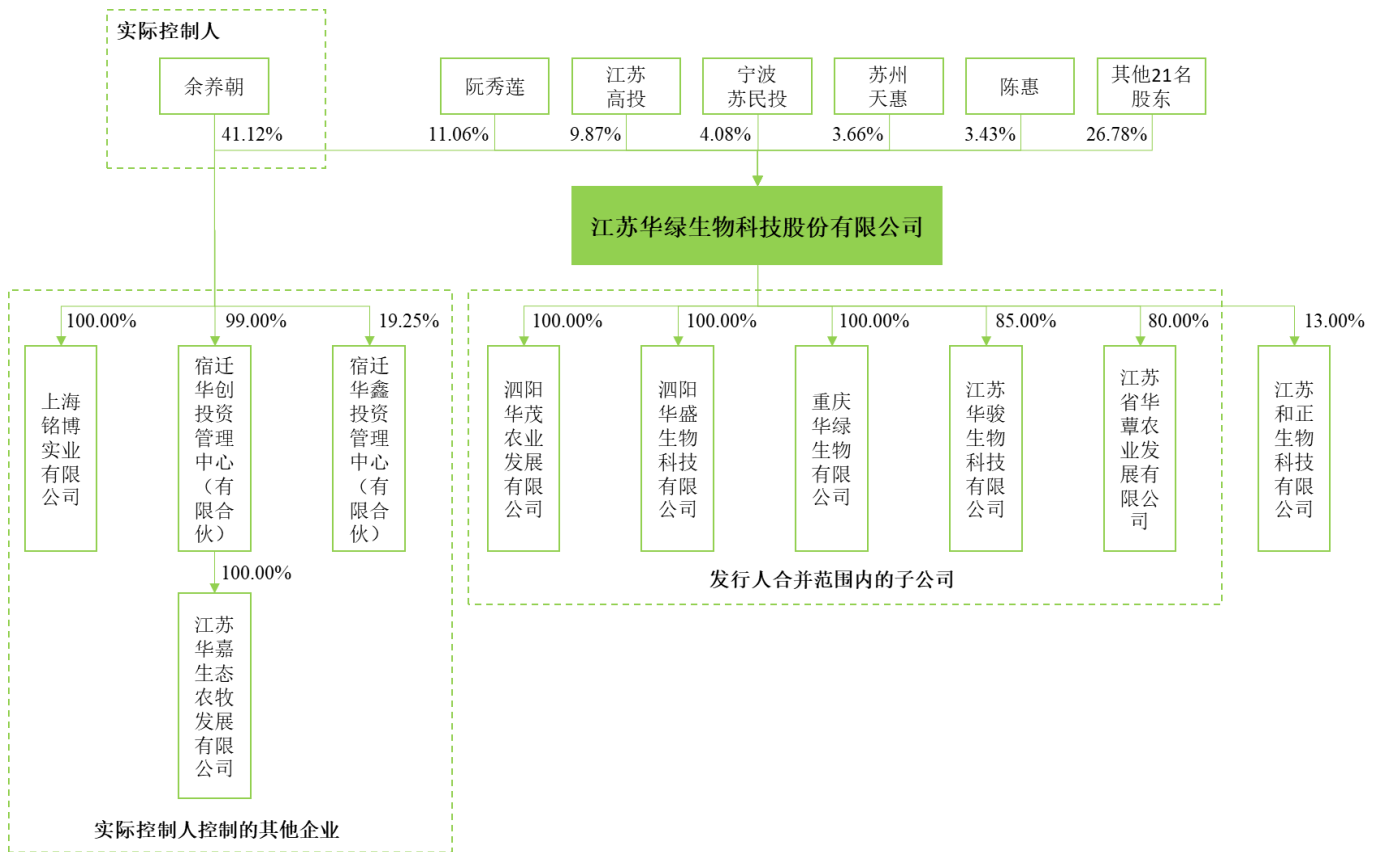 实际控制人
余养朝
阮秀莲
江苏
高投
宁波
苏民投
苏州
天惠
陈惠
其他21名
股东
41.12%
11.06%
9.87%
4.08%
3.66%
3.43%
26.78%
江苏华绿生物科技股份有限公司
100.00%
99.00%
19.25%
100.00%
100.00%
100.00%
85.00%
80.00%
13.00%
上海
铭博
实业
有限
公司
宿迁
华创
投资
管理
中心
（有
限合
伙）
宿迁
华鑫
投资
管理
中心
（有
限合
伙）
泗阳
华茂
农业
发展
有限
公司
泗阳
华盛
生物
科技
有限
公司
重庆
华绿
生物
有限
公司
江苏
华骏
生物
科技
有限
公司
江苏
省华
蕈农
业发
展有
限公
司
江苏
和正
生物
科技
有限
公司
发行人合并范围内的子公司
100.00%
江苏
华嘉
生态
农牧
发展
有限
公司
实际控制人控制的其他企业